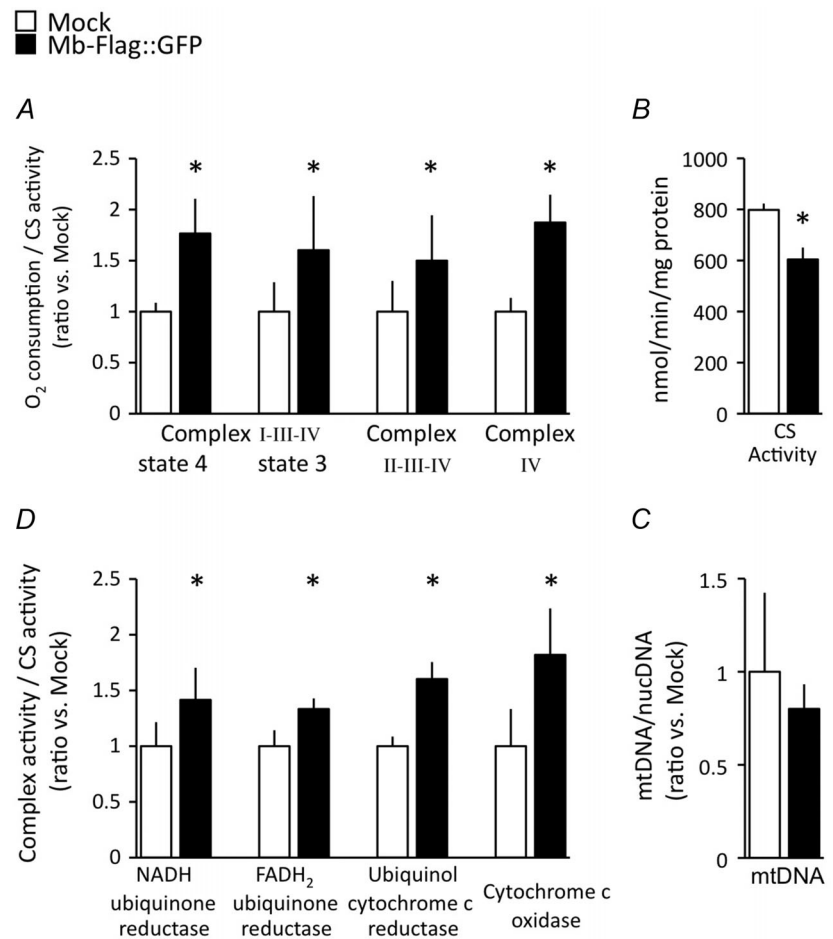 Mock
Mb-Flag::GFP
A
O2 consumption / CS activity
(ratio vs. Mock)
2.5
2
1.5
1
0.5
0
*
*
*
*
Complex I-III-IV
state 4
state 3
Complex
II-III-IV
Complex
IV
B
nmol/min/mg protein
1000
800
600
400
200
0
*
CS
Activity
D
Complex activity / CS activity
(ratio vs. Mock)
2.5
2
1.5
1
0.5
0
*
*
*
*
NADH
ubiquinone
reductase
FADH2
ubiquinone
reductase
Ubiquinol
cytochrome c
reductase
Cytochrome c
oxidase
C
mtDNA/nucDNA
(ratio vs. Mock)
1.5
1
0.5
0
mtDNA